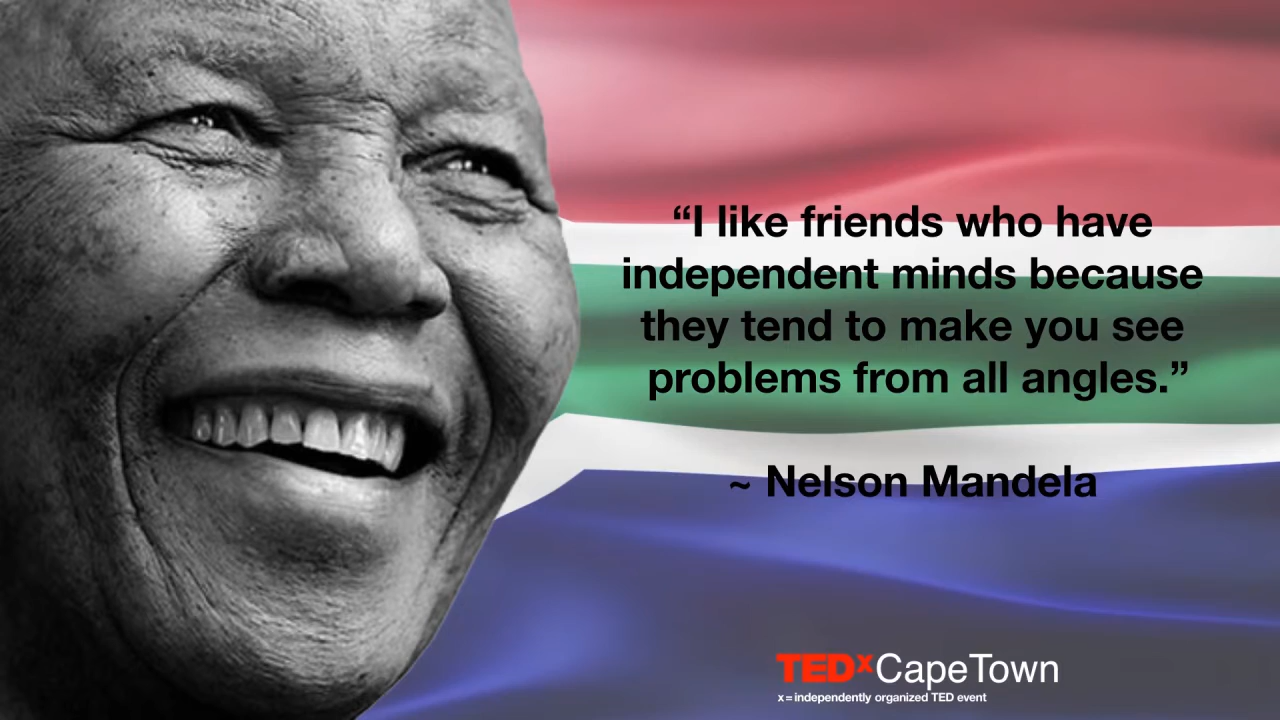 “I like friends who have
independent minds because
they tend to make you see
problems from all angles.”
~ Nelson Mandela
TEDxCapeTown
x = independently organized TED event